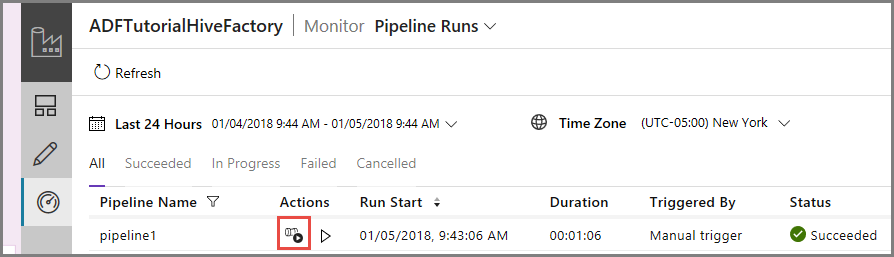 ADFTutorialHiveFactory Monitor Pipeline Runs
Refresh
Last 24 Hours 01/04/2018 9:44 AM - 01/05/2018 9:44 AM Time Zone (UTC-05:00) New York
All Succeeded In Progress Failed Cancelled
Pipeline Name Actions Run Start Duration Triggered By Status
pipeline1 01/05/2018, 9:43:06 AM 00:01:06 Manual trigger Succeeded